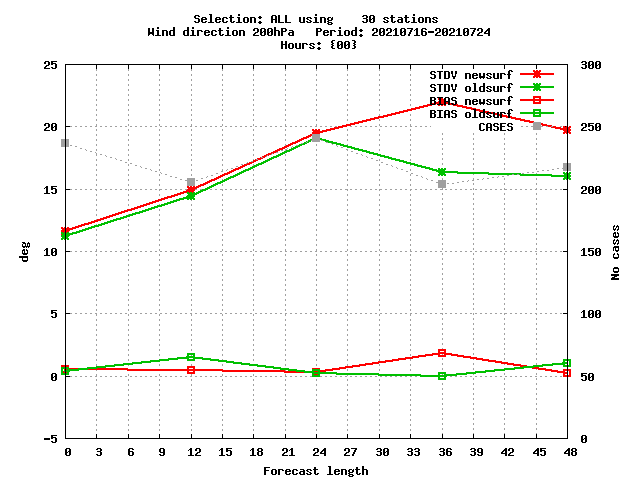 Selection: ALL using    30 stations
Wind direction 200hPa   Period: 20210716-20210724
Hours: {00}
STDV newsurf
STDV oldsurf
BIAS newsurf
BIAS oldsurf
CASES
25
20
15
10
5
0
-5
deg
300
250
200
150
100
50
0
No cases
0 3 6 9 12 15 18 21 24 27 30 33 36 39 42 45 48
Forecast length